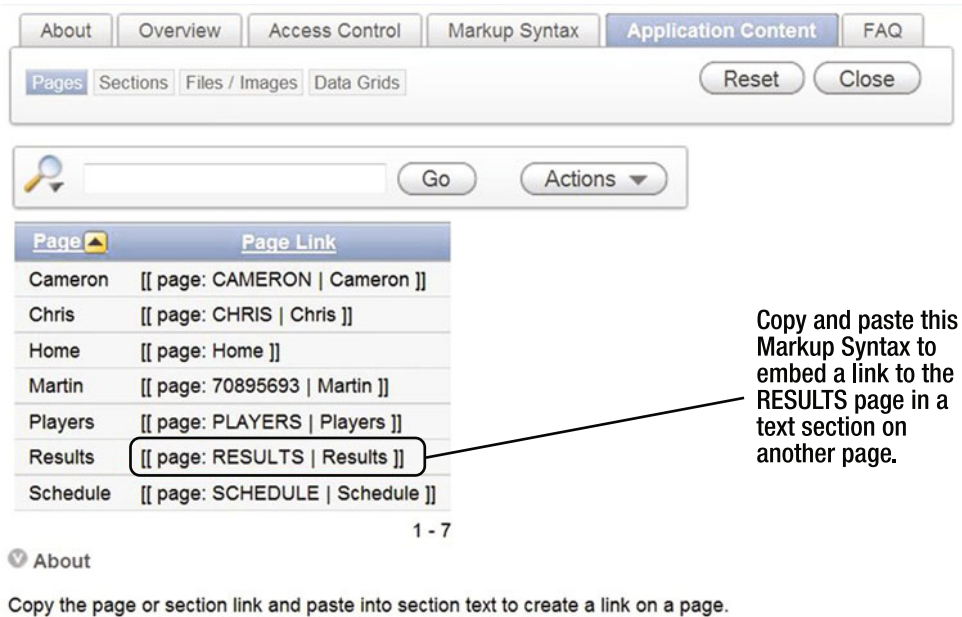 About Overview Access Control Markup Syntax Application Content FAQ
Pages Sections Files / Images Data Grids Reset Close
Go Actions
Page Page Link
Cameron [[ page: CAMERON | Cameron ]]
Chris [[ page: CHRIS | Chris ]]
Home [[ page: Home ]]
Martin [[ page: 70895693 | Martin ]]
Players [[ page: PLAYERS | Players ]]
Results [[ page: RESULTS | Results ]]
Schedule [[ page: SCHEDULE | Schedule ]]
1 - 7
Copy and paste this
Markup Syntax to
embed a link to the
RESULTS page in a
text section on
another page.
About
Copy the page or section link and paste into section text to create a link on a page.